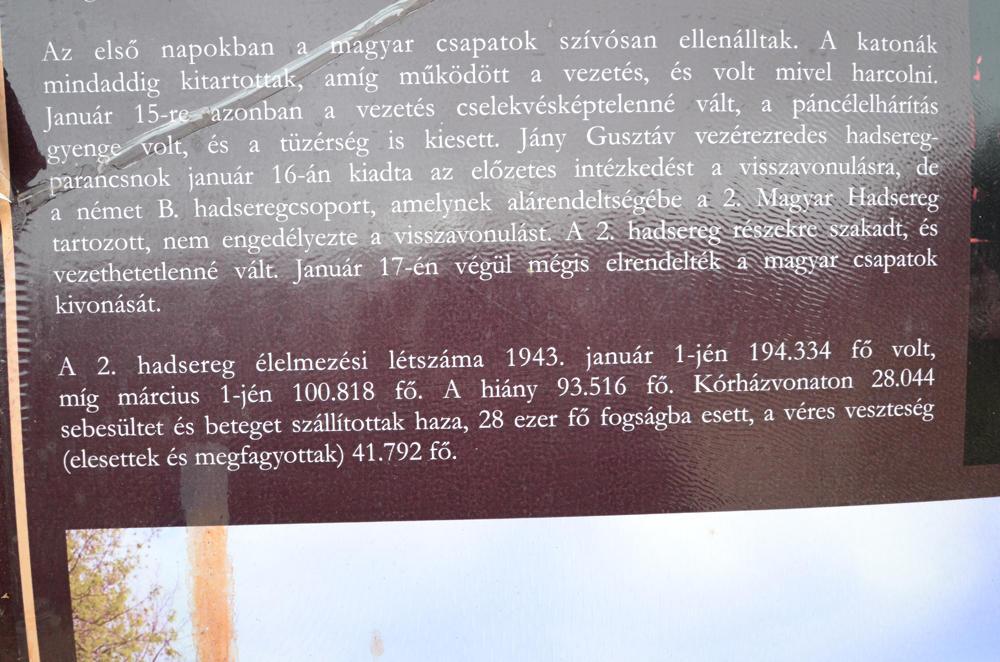 Az első napokban a magyar csapatok szívósan ellenálltak. A katonák
mindaddig kitartottak, amíg működött a vezetés, és volt mivel harcolni.
Január 15-re azonban a vezetés cselekvésképtelenné vált, a páncélelhárítás
gyenge volt, és a tüzérség is kiesett. Jány Gusztáv vezérezredes hadsereg-
parancsnok január 16-án kiadta az előzetes intézkedést a visszavonulásra, de
a német B. hadseregcsoport, amelynek alárendeltségébe a 2. Magyar Hadsereg
tartozott, nem engedélyezte a visszavonulást. A 2. hadsereg részekre szakadt, és
vezethetetlenné vált. Január 17-én végül mégis elrendelték a magyar csapatok
kivonását.
A 2. hadsereg élelmezési létszáma 1943. január 1-jén 194.334 fő volt,
míg március 1-jén 100.818 fő. A hiány 93.516 fő. Kórházvonaton 28.044
sebesültet és beteget szállítottak haza, 28 ezer fő fogságba esett, a véres veszteség
(elesettek és megfagyottak) 41.792 fő.